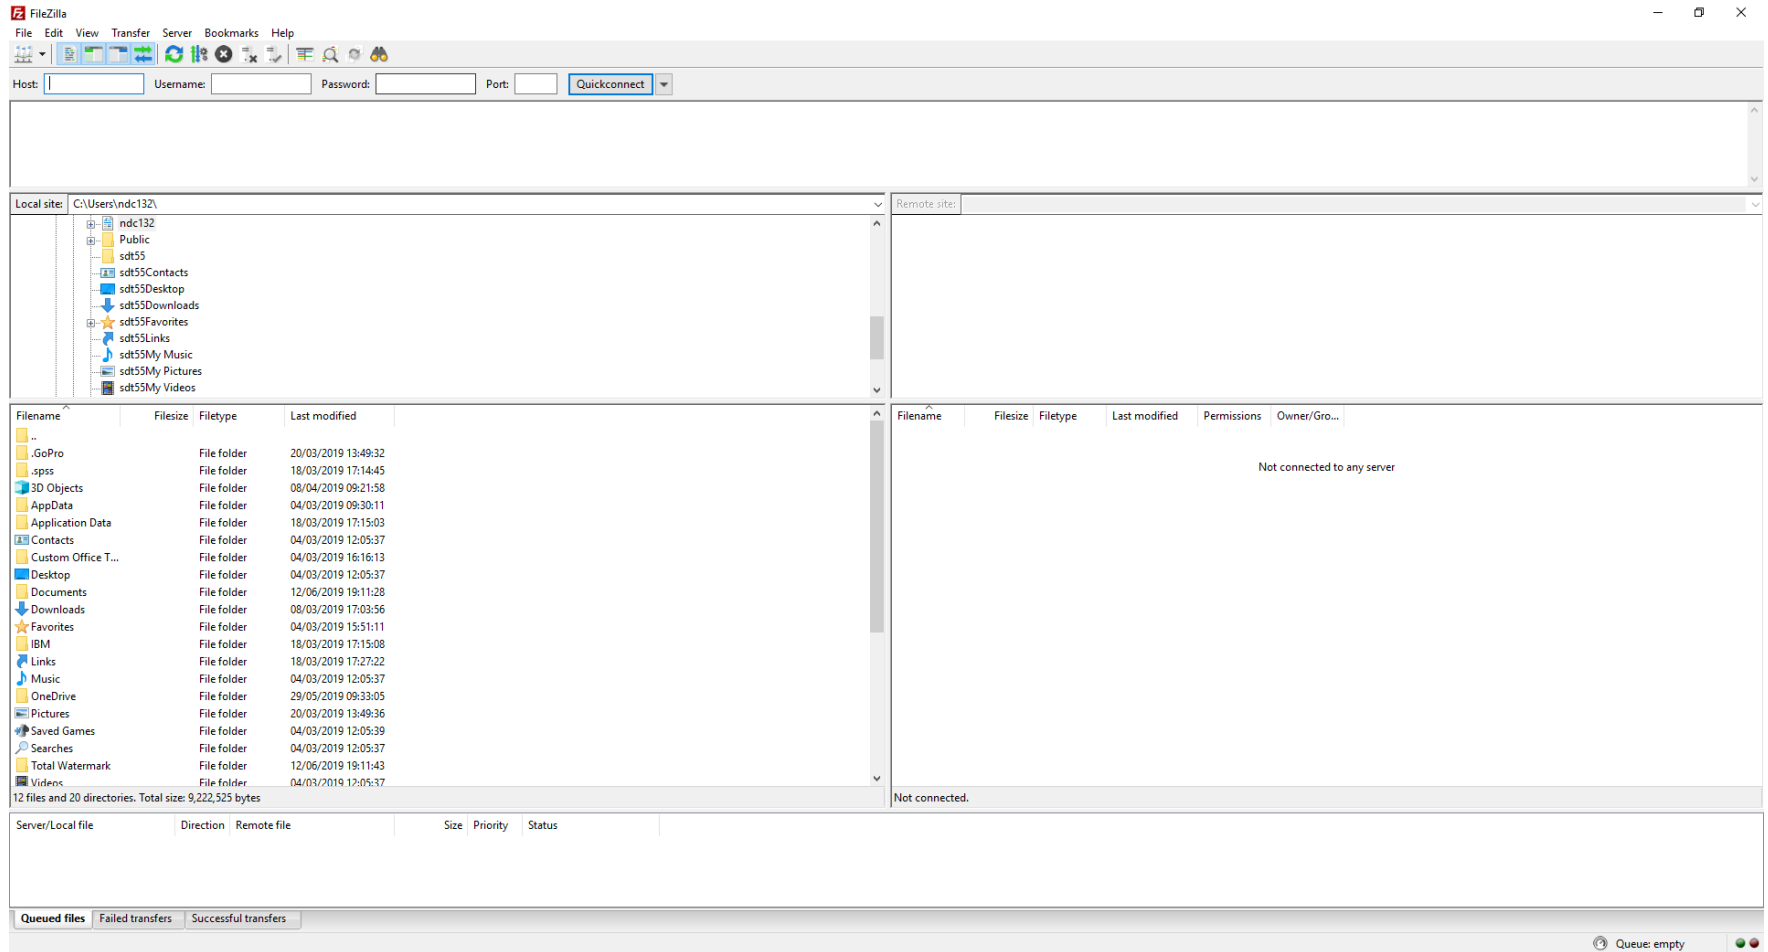 FileZilla
File Edit View Transfer Server Bookmarks Help
Host: Username: Password: Port: Quickconnect
Local site: C:\Users\ndc132\ Remote site:
ndc132
Public
sdt55
sdt55Contacts
sdt55Desktop
sdt55Downloads
sdt55Favorites
sdt55Links
sdt55My Music
sdt55My Pictures
sdt55My Videos
Filename Filesize Filetype Last modified
..
.GoPro File folder 20/03/2019 13:49:32
.spss File folder 18/03/2019 17:14:45
3D Objects File folder 08/04/2019 09:21:58
AppData File folder 04/03/2019 09:30:11
Application Data File folder 18/03/2019 17:15:03
Contacts File folder 04/03/2019 12:05:37
Custom Office T... File folder 04/03/2019 16:16:13
Desktop File folder 04/03/2019 12:05:37
Documents File folder 12/06/2019 19:11:28
Downloads File folder 08/03/2019 17:03:56
Favorites File folder 04/03/2019 15:51:11
IBM File folder 18/03/2019 17:15:08
Links File folder 18/03/2019 17:27:22
Music File folder 04/03/2019 12:05:37
OneDrive File folder 29/05/2019 09:33:05
Pictures File folder 20/03/2019 13:49:36
Saved Games File folder 04/03/2019 12:05:39
Searches File folder 04/03/2019 12:05:37
Total Watermark File folder 12/06/2019 19:11:43
Videos File folder 04/03/2019 12:05:37
12 files and 20 directories. Total size: 9,222,525 bytes
Filename Filesize Filetype Last modified Permissions Owner/Gro...
Not connected to any server
Not connected.
Server/Local file Direction Remote file Size Priority Status
Queued files Failed transfers Successful transfers
Queue: empty